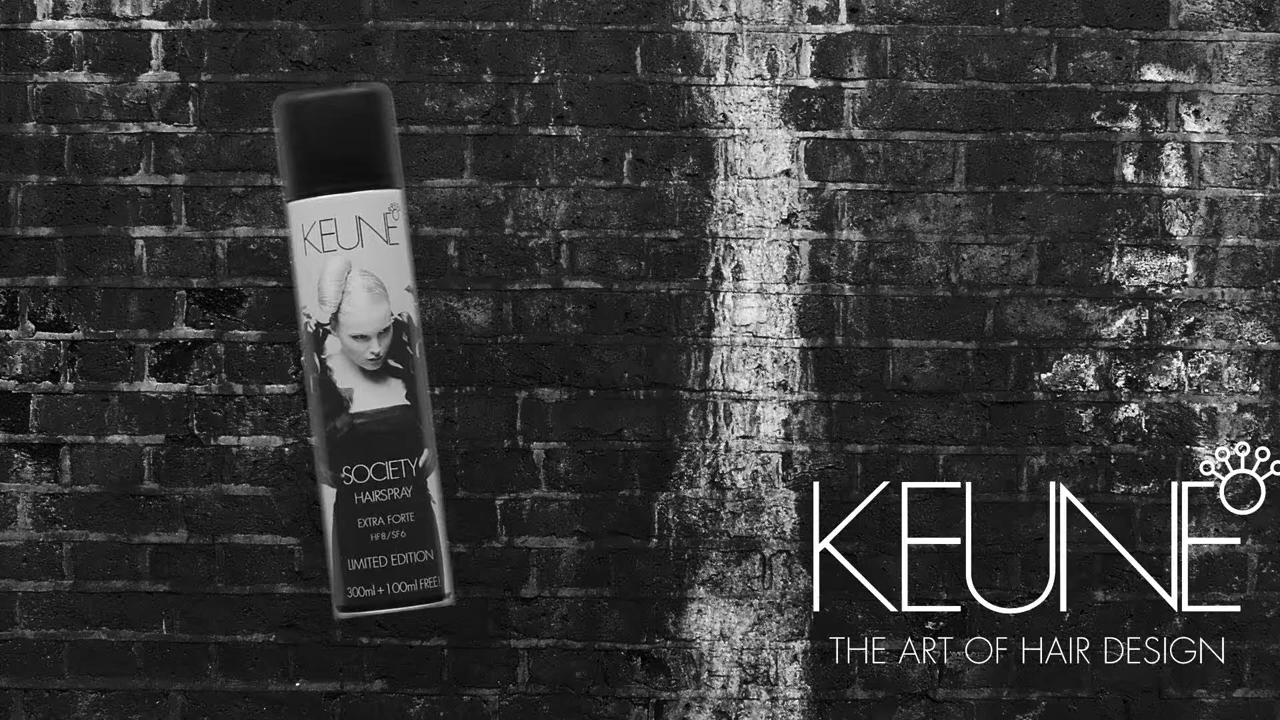 KEUNE
SOCIETY
HAIRSPRAY
EXTRA FORTE
HF8/SF6
LIMITED EDITION
300ml+100ml FREE!
KEUNE
THE ART OF HAIR DESIGN